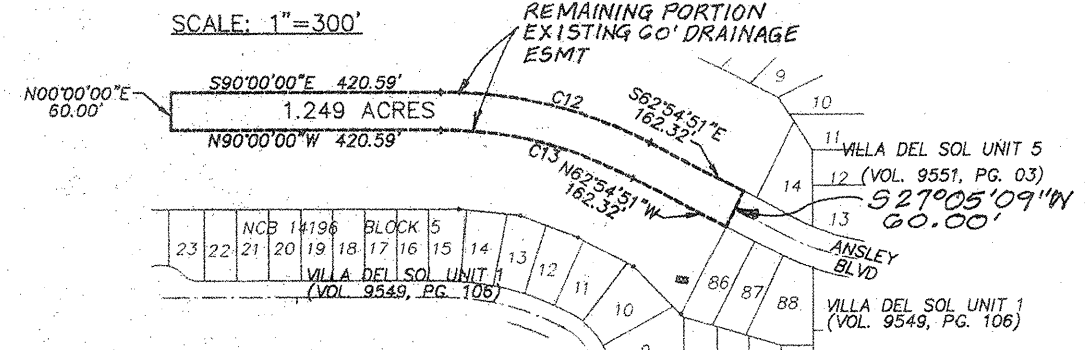 SCALE: 1"=300'
REMAINING PORTION
EXISTING 60' DRAINAGE
ESMT
N00°00'00"E
60.00'
S90°00'00"E 420.59'
1.249 ACRES
N90°00'00"W 420.59'
C12
S62°54'51"E
162.32'
C13
N62°54'51"W
162.32'
9
10
11
12
13
14
VILLA DEL SOL UNIT 5
(VOL. 9551, PG. 03)
S27°05'09"W
60.00'
ANSLEY
BLVD
NCB 14196 BLOCK 5
23 22 21 20 19 18 17 16 15 14 13 12 11 10 9
VILLA DEL SOL UNIT 1
(VOL. 9549, PG. 106)
86 87 88
VILLA DEL SOL UNIT 1
(VOL. 9549, PG. 106)